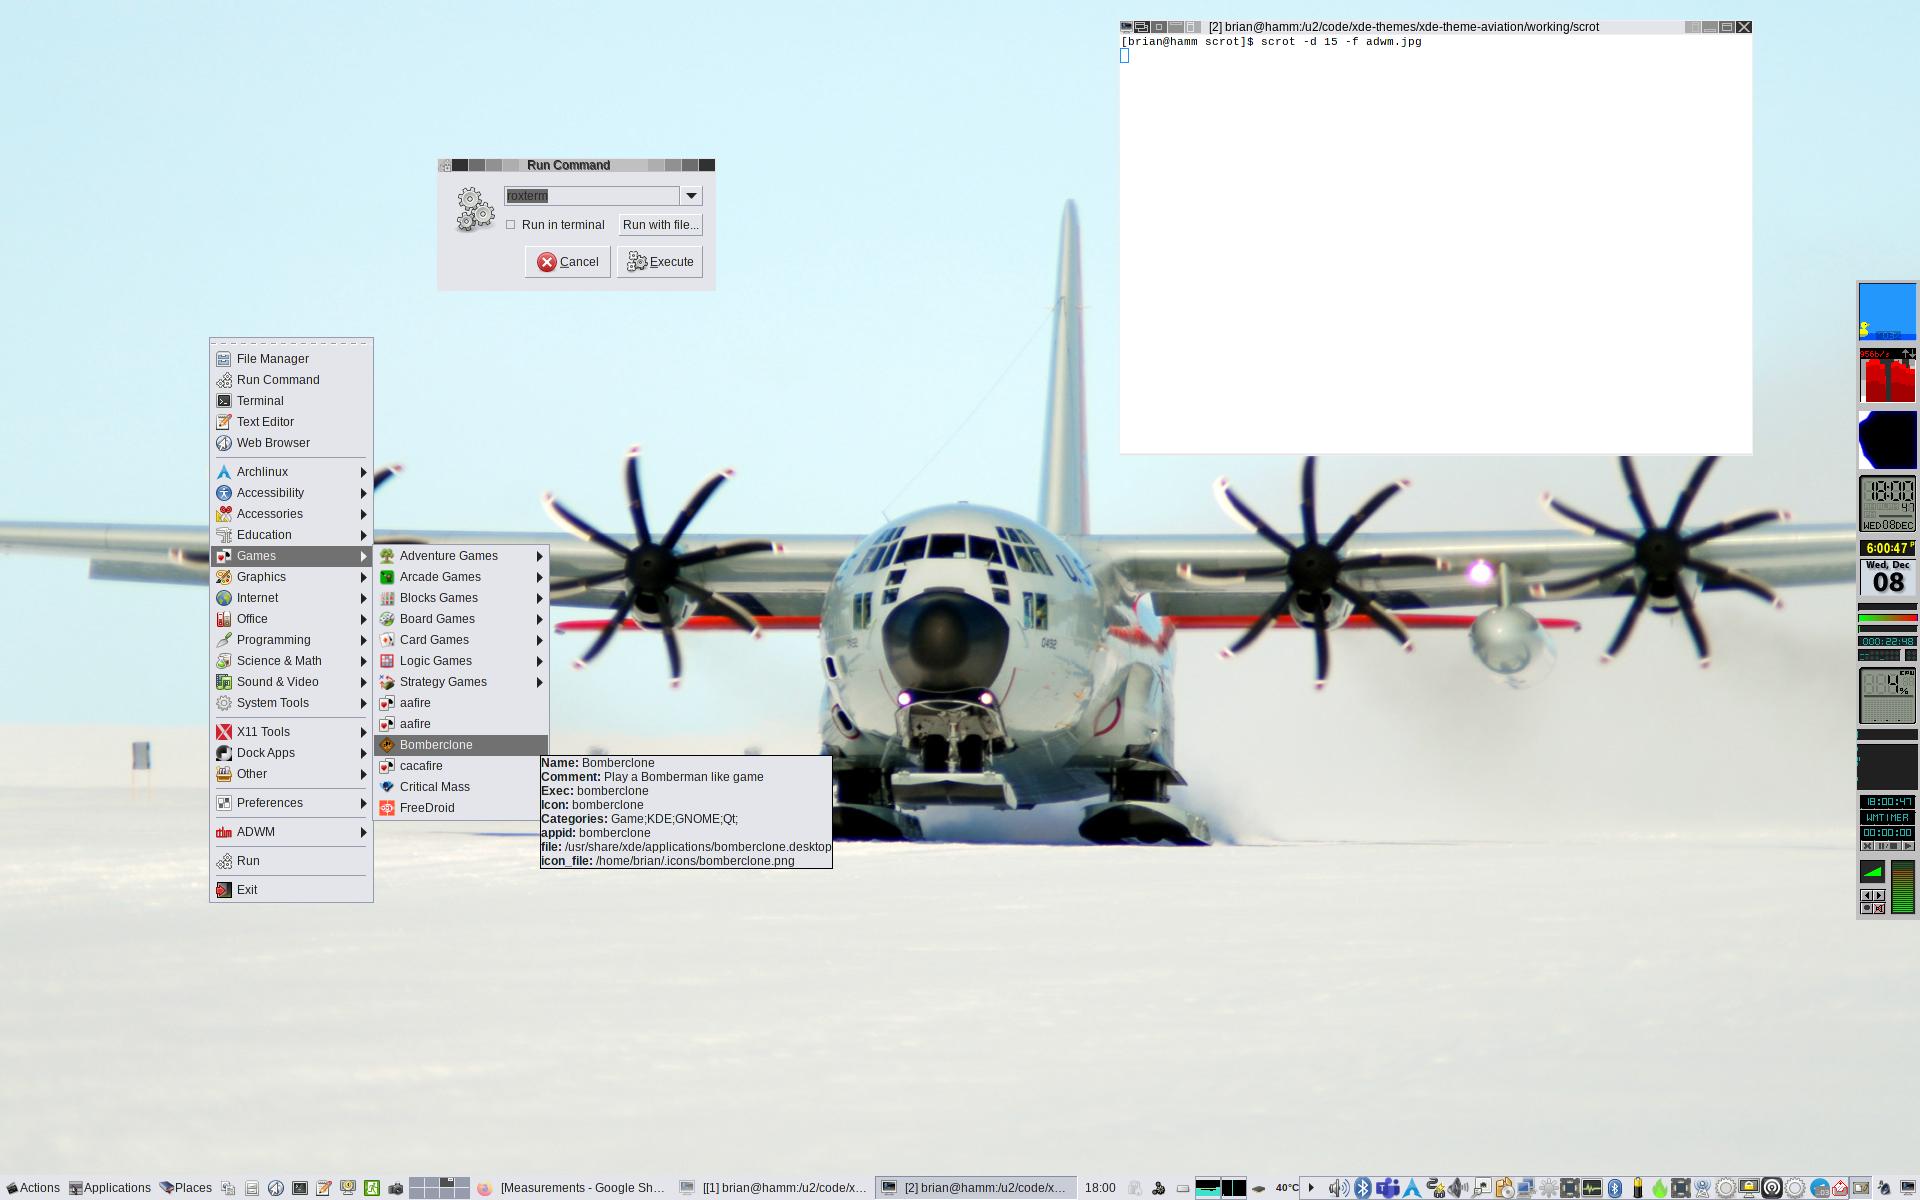 [2] brian@hamm:/u2/code/xde-themes/xde-theme-aviation/working/scrot
[brian@hamm scrot]$ scrot -d 15 -f adwm.jpg
Run Command
roxterm
Run in terminal
Run with file...
Cancel
Execute
File Manager
Run Command
Terminal
Text Editor
Web Browser
Archlinux
Accessibility
Accessories
Education
Games
Graphics
Internet
Office
Programming
Science & Math
Sound & Video
System Tools
X11 Tools
Dock Apps
Other
Preferences
ADWM
Run
Exit
Adventure Games
Arcade Games
Blocks Games
Board Games
Card Games
Logic Games
Strategy Games
aafire
aafire
Bomberclone
cacafire
Critical Mass
FreeDroid
Name: Bomberclone
Comment: Play a Bomberman like game
Exec: bomberclone
Icon: bomberclone
Categories: Game;KDE;GNOME;Qt;
appid: bomberclone
file: /usr/share/xde/applications/bomberclone.desktop
icon_file: /home/brian/.icons/bomberclone.png
0492
956b/s
18:00
47
WED08DEC
6:00:47 P
Wed, Dec
08
000:22:48
CPU
4%
18:00:47
WMTIMER
00:00:00
Actions
Applications
Places
[Measurements - Google Sh...
[[1] brian@hamm:/u2/code/x...
[2] brian@hamm:/u2/code/x...
18:00
40°C